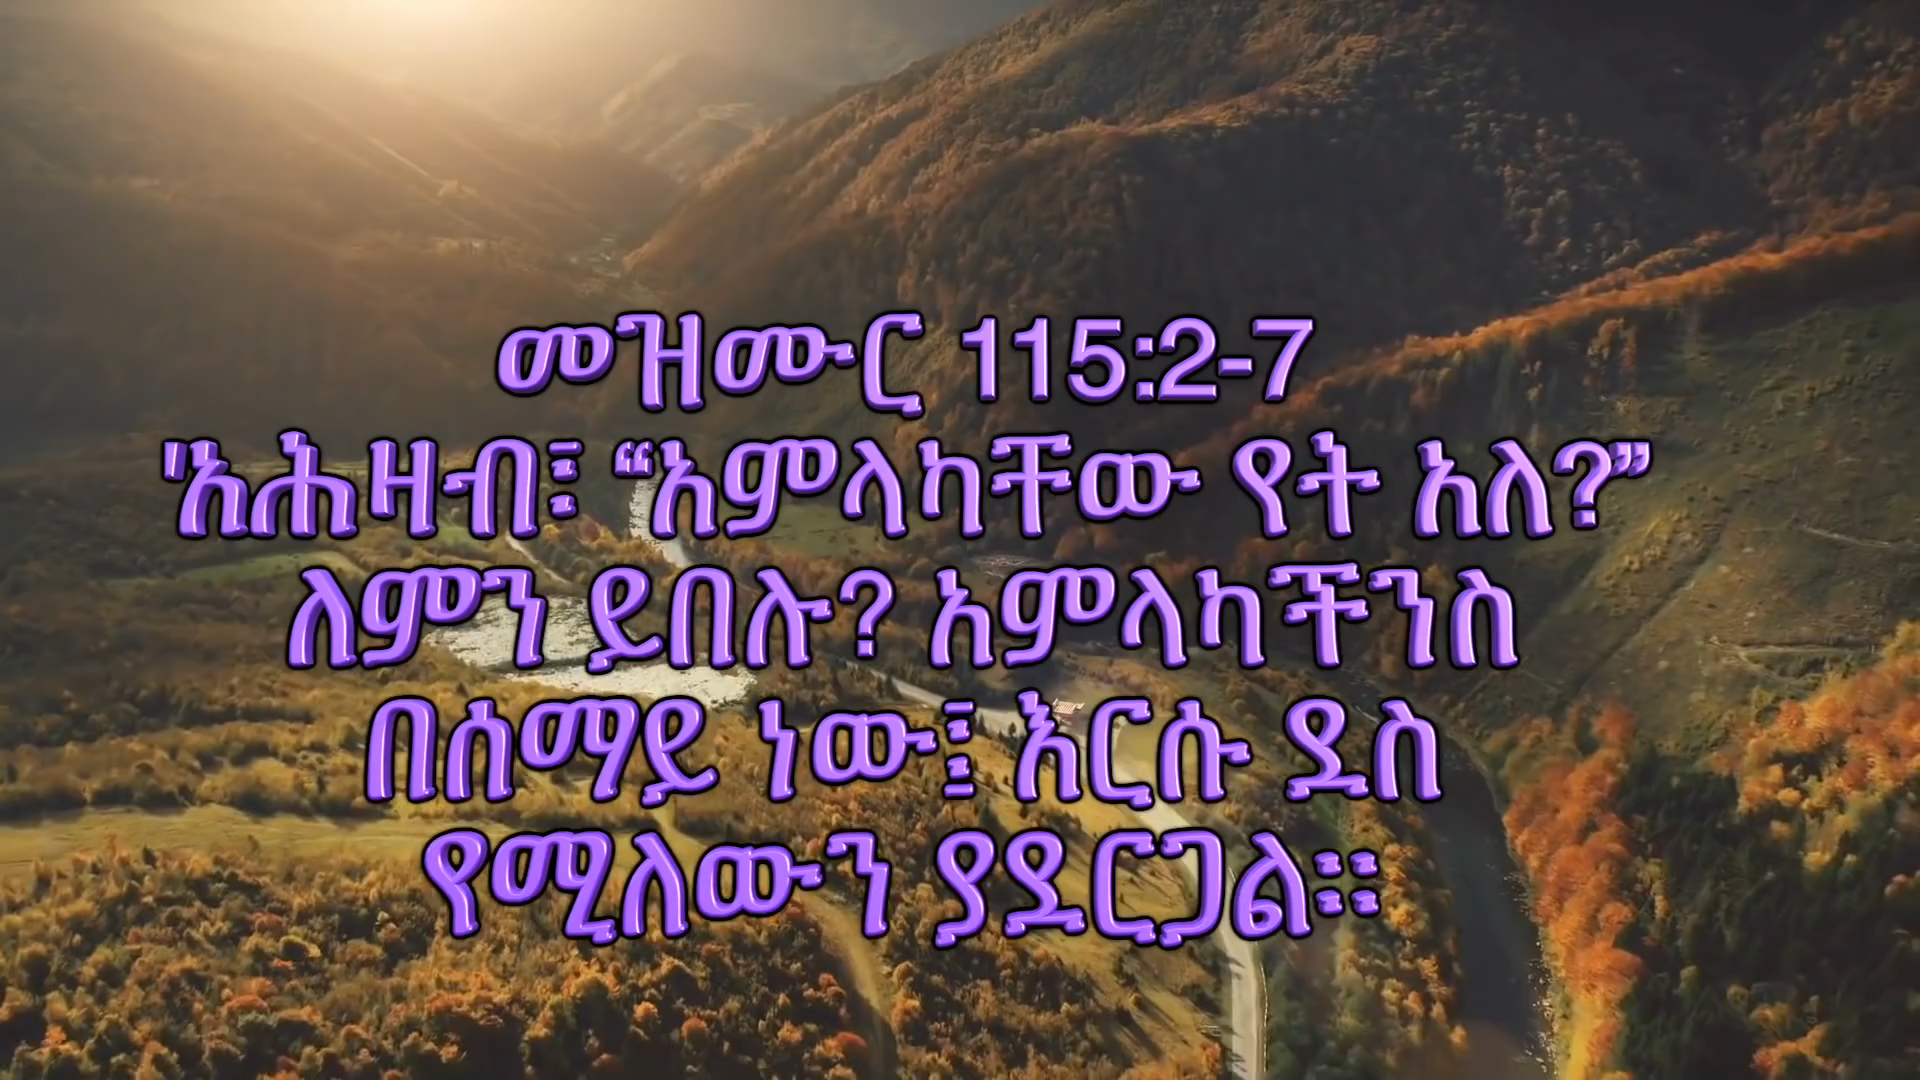 መዝሙር 115:2-7
'አሕዛብ፥ “አምላካቸው የት አለ?”
ለምን ይበሉ? አምላካችንስ
በሰማይ ነው፤ እርሱ ደስ
የሚለውን ያደርጋል።።